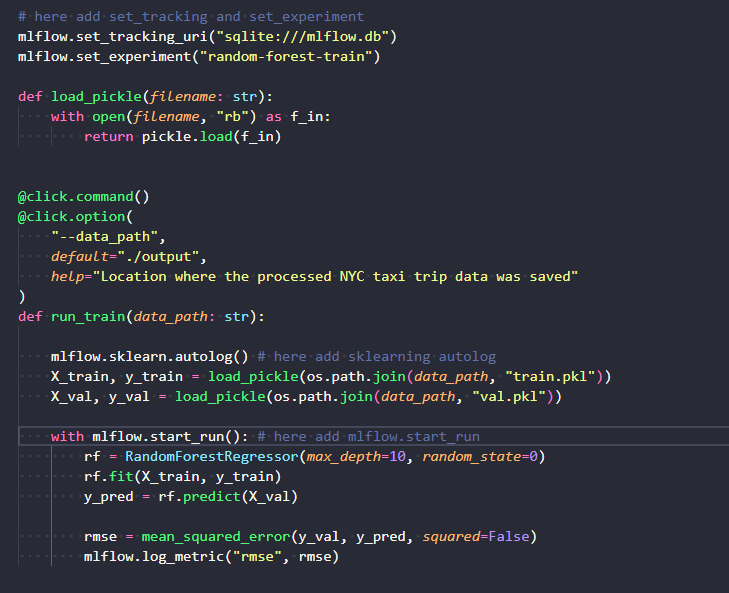 # here add set_tracking and set_experiment
mlflow.set_tracking_uri("sqlite:///mlflow.db")
mlflow.set_experiment("random-forest-train")

def load_pickle(filename: str):
    with open(filename, "rb") as f_in:
        return pickle.load(f_in)


@click.command()
@click.option(
    "--data_path",
    default="./output",
    help="Location where the processed NYC taxi trip data was saved"
)
def run_train(data_path: str):

    mlflow.sklearn.autolog() # here add sklearning autolog
    X_train, y_train = load_pickle(os.path.join(data_path, "train.pkl"))
    X_val, y_val = load_pickle(os.path.join(data_path, "val.pkl"))

    with mlflow.start_run(): # here add mlflow.start_run
        rf = RandomForestRegressor(max_depth=10, random_state=0)
        rf.fit(X_train, y_train)
        y_pred = rf.predict(X_val)

        rmse = mean_squared_error(y_val, y_pred, squared=False)
        mlflow.log_metric("rmse", rmse)